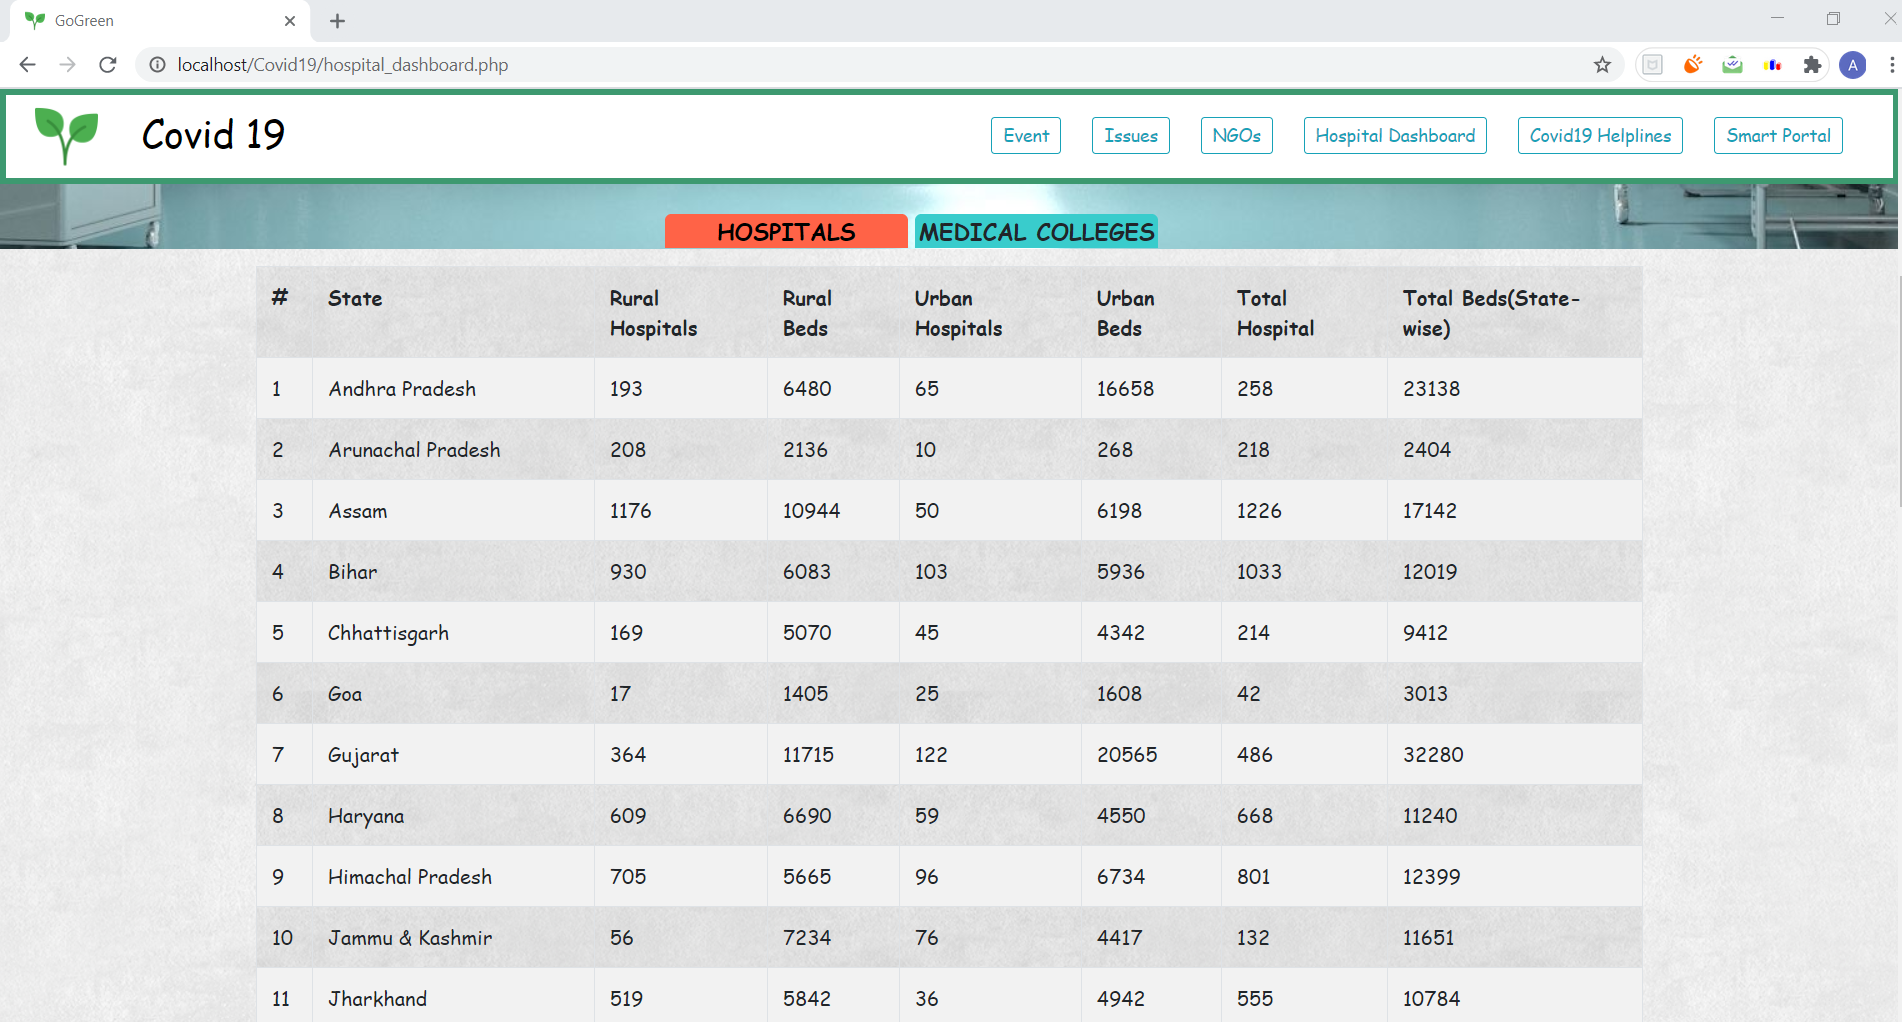 GoGreen
localhost/Covid19/hospital_dashboard.php
A
Covid 19
Event Issues NGOs Hospital Dashboard Covid19 Helplines Smart Portal
HOSPITALS MEDICAL COLLEGES
# State Rural Hospitals Rural Beds Urban Hospitals Urban Beds Total Hospital Total Beds(State-wise)
1 Andhra Pradesh 193 6480 65 16658 258 23138
2 Arunachal Pradesh 208 2136 10 268 218 2404
3 Assam 1176 10944 50 6198 1226 17142
4 Bihar 930 6083 103 5936 1033 12019
5 Chhattisgarh 169 5070 45 4342 214 9412
6 Goa 17 1405 25 1608 42 3013
7 Gujarat 364 11715 122 20565 486 32280
8 Haryana 609 6690 59 4550 668 11240
9 Himachal Pradesh 705 5665 96 6734 801 12399
10 Jammu & Kashmir 56 7234 76 4417 132 11651
11 Jharkhand 519 5842 36 4942 555 10784